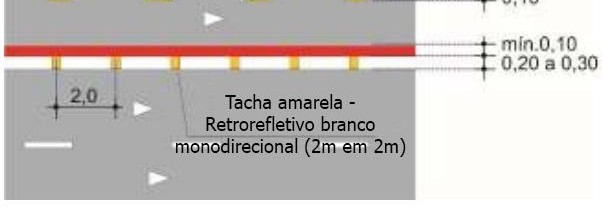 mín.0,10
0,20 a 0,30
2,0
Tacha amarela -
Retrorefletivo branco
monodirecional (2m em 2m)